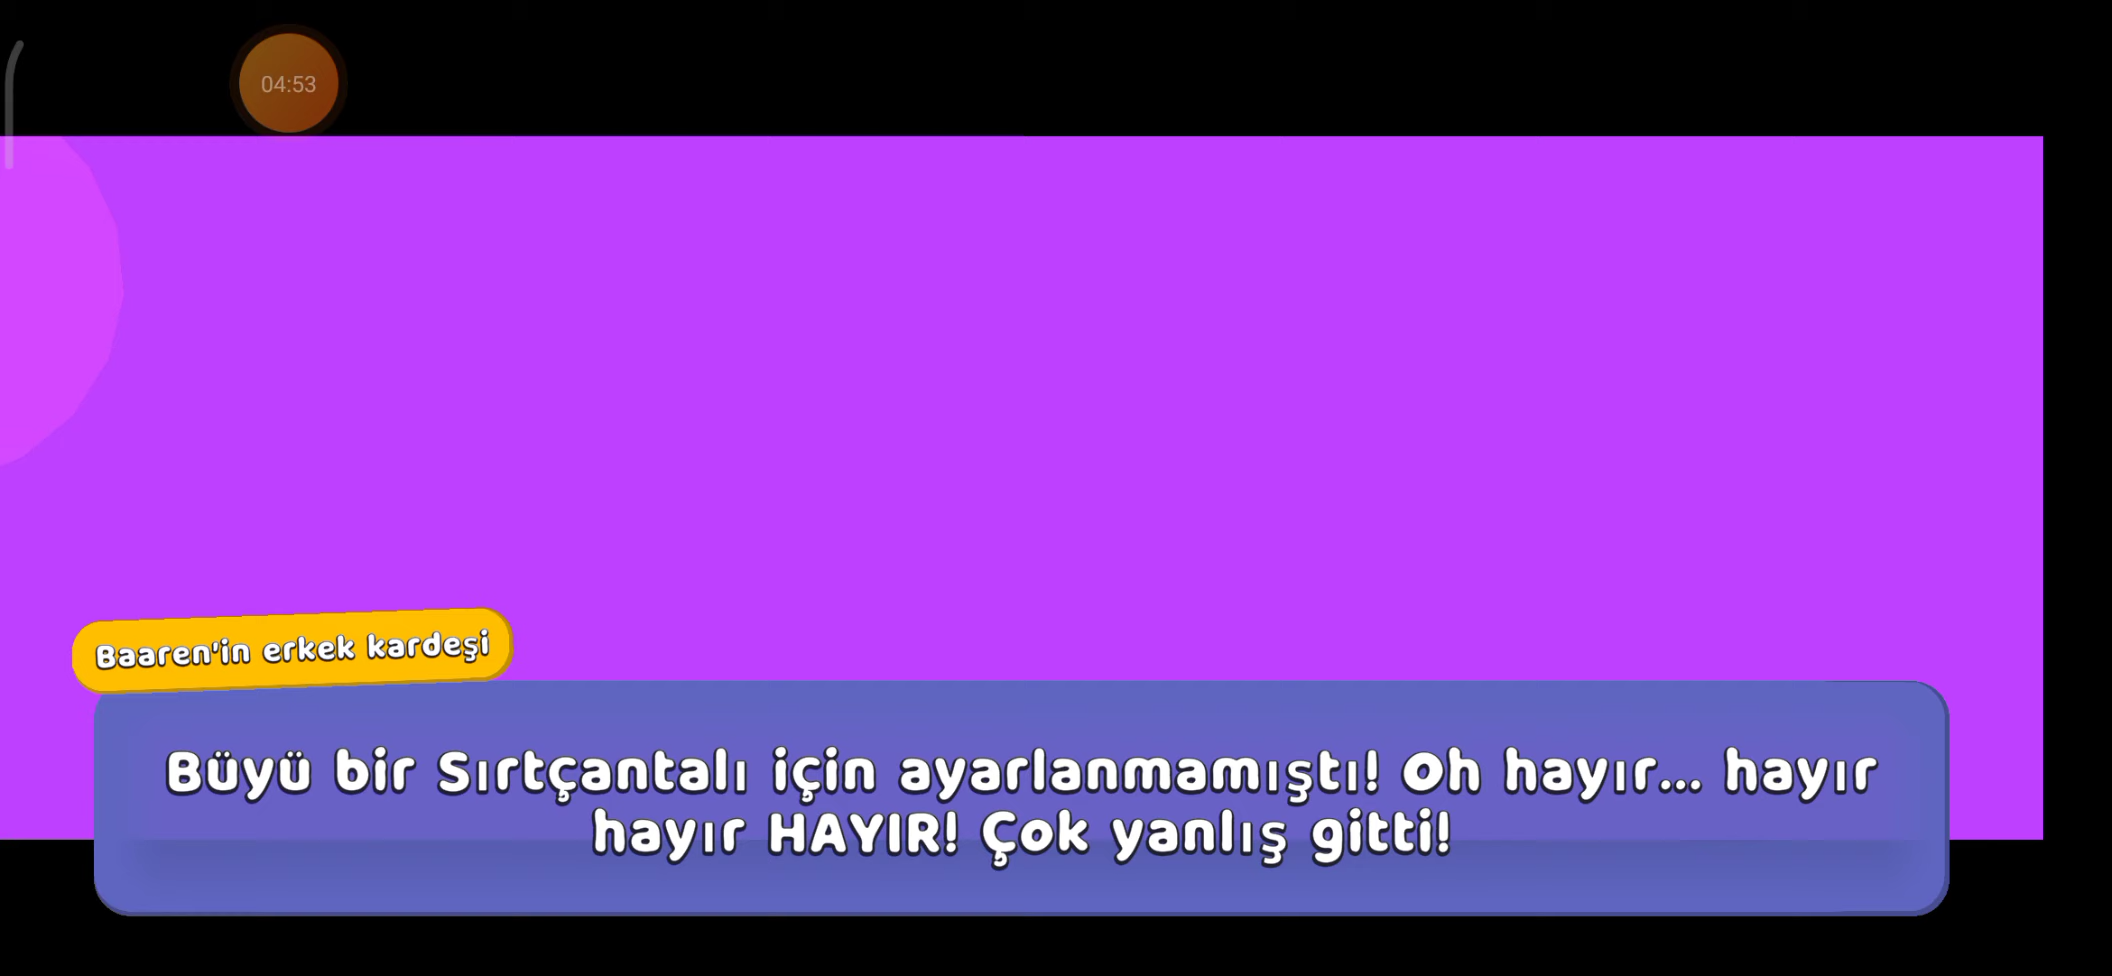 04:53
Baaren'in erkek kardeşi
Büyü bir Sırtçantalı için ayarlanmamıştı! Oh hayır... hayır
hayır HAYIR! Çok yanlış gitti!